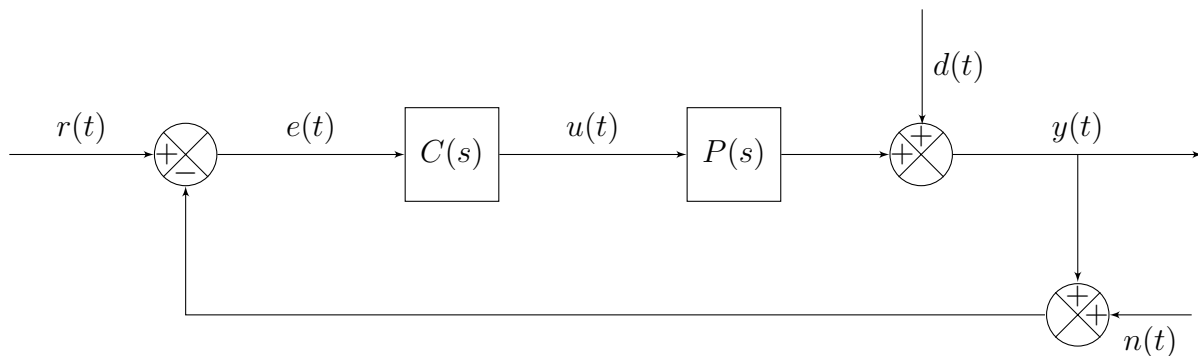 d(t)
r(t) e(t) C(s) u(t) P(s) y(t)
+ − + +
+ +
n(t)